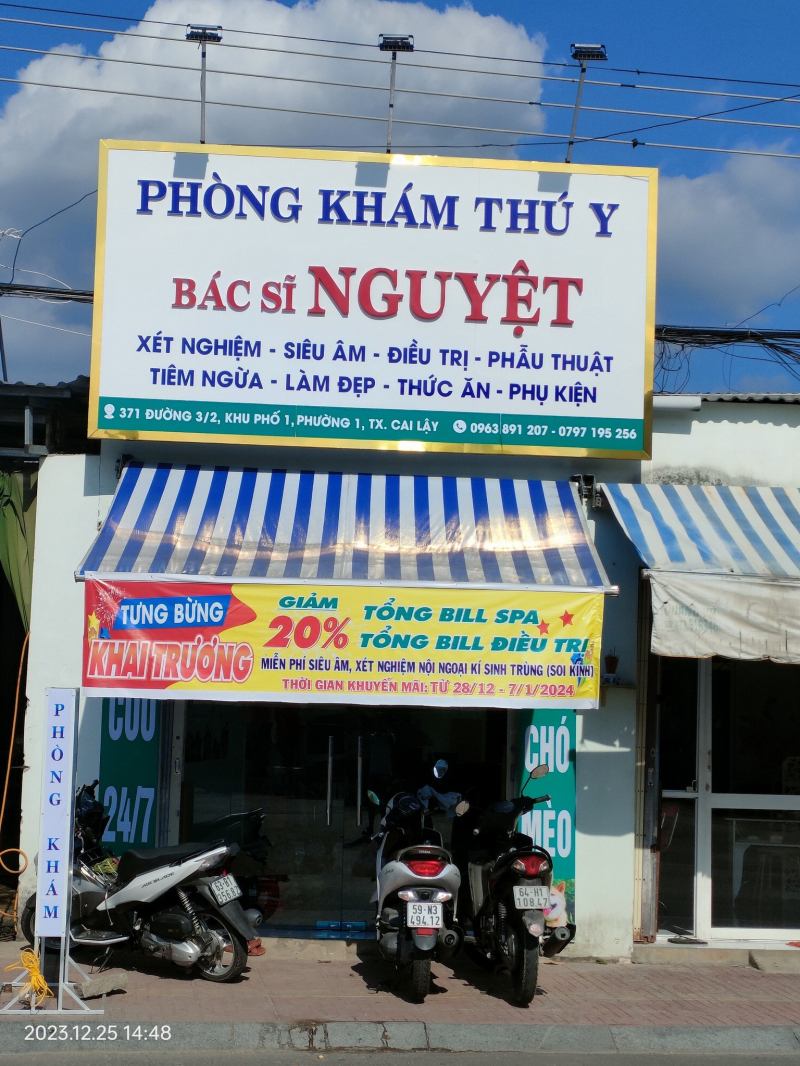 PHÒNG KHÁM THÚ Y
BÁC SĨ NGUYỆT
XÉT NGHIỆM - SIÊU ÂM - ĐIỀU TRỊ - PHẪU THUẬT
TIÊM NGỪA - LÀM ĐẸP - THỨC ĂN - PHỤ KIỆN
371 ĐƯỜNG 3/2, KHU PHỐ 1, PHƯỜNG 1, TX. CAI LẬY
0963 891 207 - 0797 195 256
TƯNG BỪNG
KHAI TRƯƠNG
GIẢM
20%
TỔNG BILL SPA
TỔNG BILL ĐIỀU TRỊ
MIỄN PHÍ SIÊU ÂM, XÉT NGHIỆM NỘI NGOẠI KÍ SINH TRÙNG (SOI KÍNH)
THỜI GIAN KHUYẾN MÃI: TỪ 28/12 - 7/1/2024
PHÒNG KHÁM
24/7
CHÓ
MÈO
AIR BLADE
59-N3
494.12
64-H1
108.47
2023.12.25 14:48